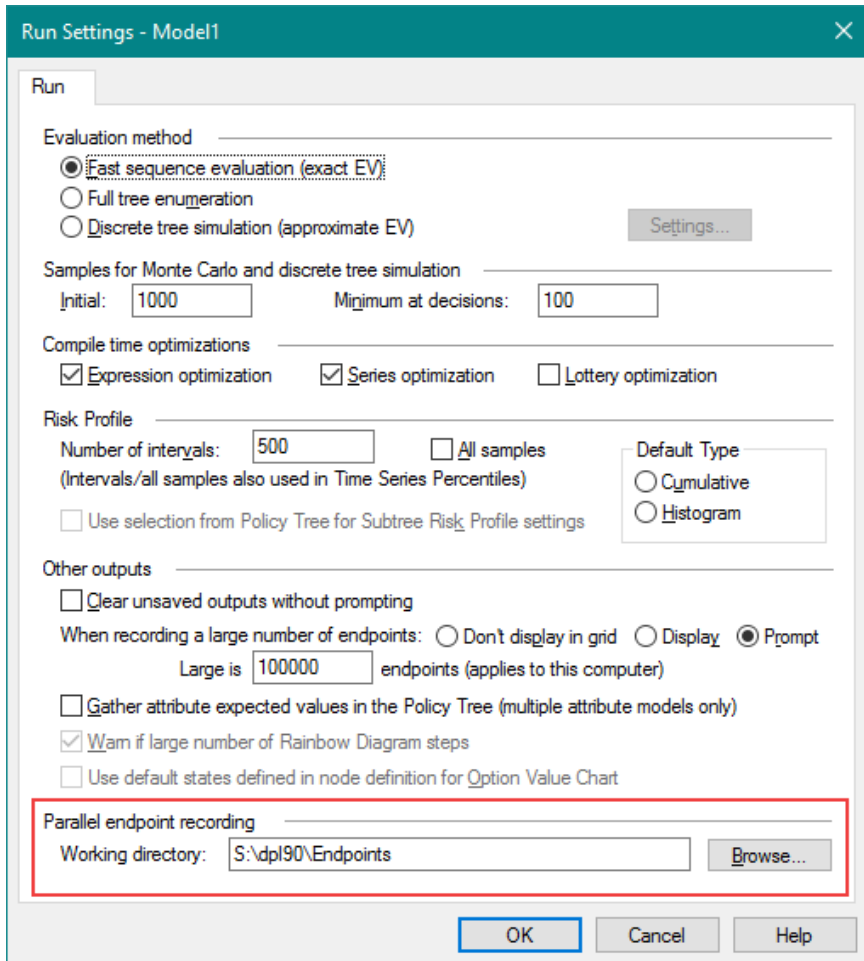 Run Settings - Model1
Run
Evaluation method
Fast sequence evaluation (exact EV)
Full tree enumeration
Discrete tree simulation (approximate EV)
Settings...
Samples for Monte Carlo and discrete tree simulation
Initial: 1000 Minimum at decisions: 100
Compile time optimizations
Expression optimization Series optimization Lottery optimization
Risk Profile
Number of intervals: 500 All samples
(Intervals/all samples also used in Time Series Percentiles)
Use selection from Policy Tree for Subtree Risk Profile settings
Default Type
Cumulative
Histogram
Other outputs
Clear unsaved outputs without prompting
When recording a large number of endpoints: Don't display in grid Display Prompt
Large is 100000 endpoints (applies to this computer)
Gather attribute expected values in the Policy Tree (multiple attribute models only)
Warn if large number of Rainbow Diagram steps
Use default states defined in node definition for Option Value Chart
Parallel endpoint recording
Working directory: S:\dpl90\Endpoints Browse...
OK Cancel Help